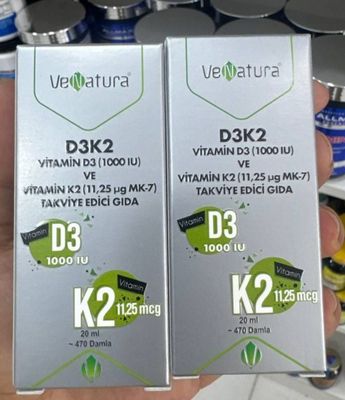 VeNatura®
D3K2
VİTAMİN D3 (1000 IU)
VE
VİTAMİN K2 (11,25 µg MK-7)
TAKVİYE EDİCİ GIDA
Vitamin
D3
1000 IU
Vitamin
K2 11,25 mcg
20 ml
~ 470 Damla
VeNatura®
D3K2
VİTAMİN D3 (1000 IU)
VE
VİTAMİN K2 (11,25 µg MK-7)
TAKVİYE EDİCİ GIDA
Vitamin
D3
1000 IU
Vitamin
K2 11,25 mcg
20 ml
~ 470 Damla